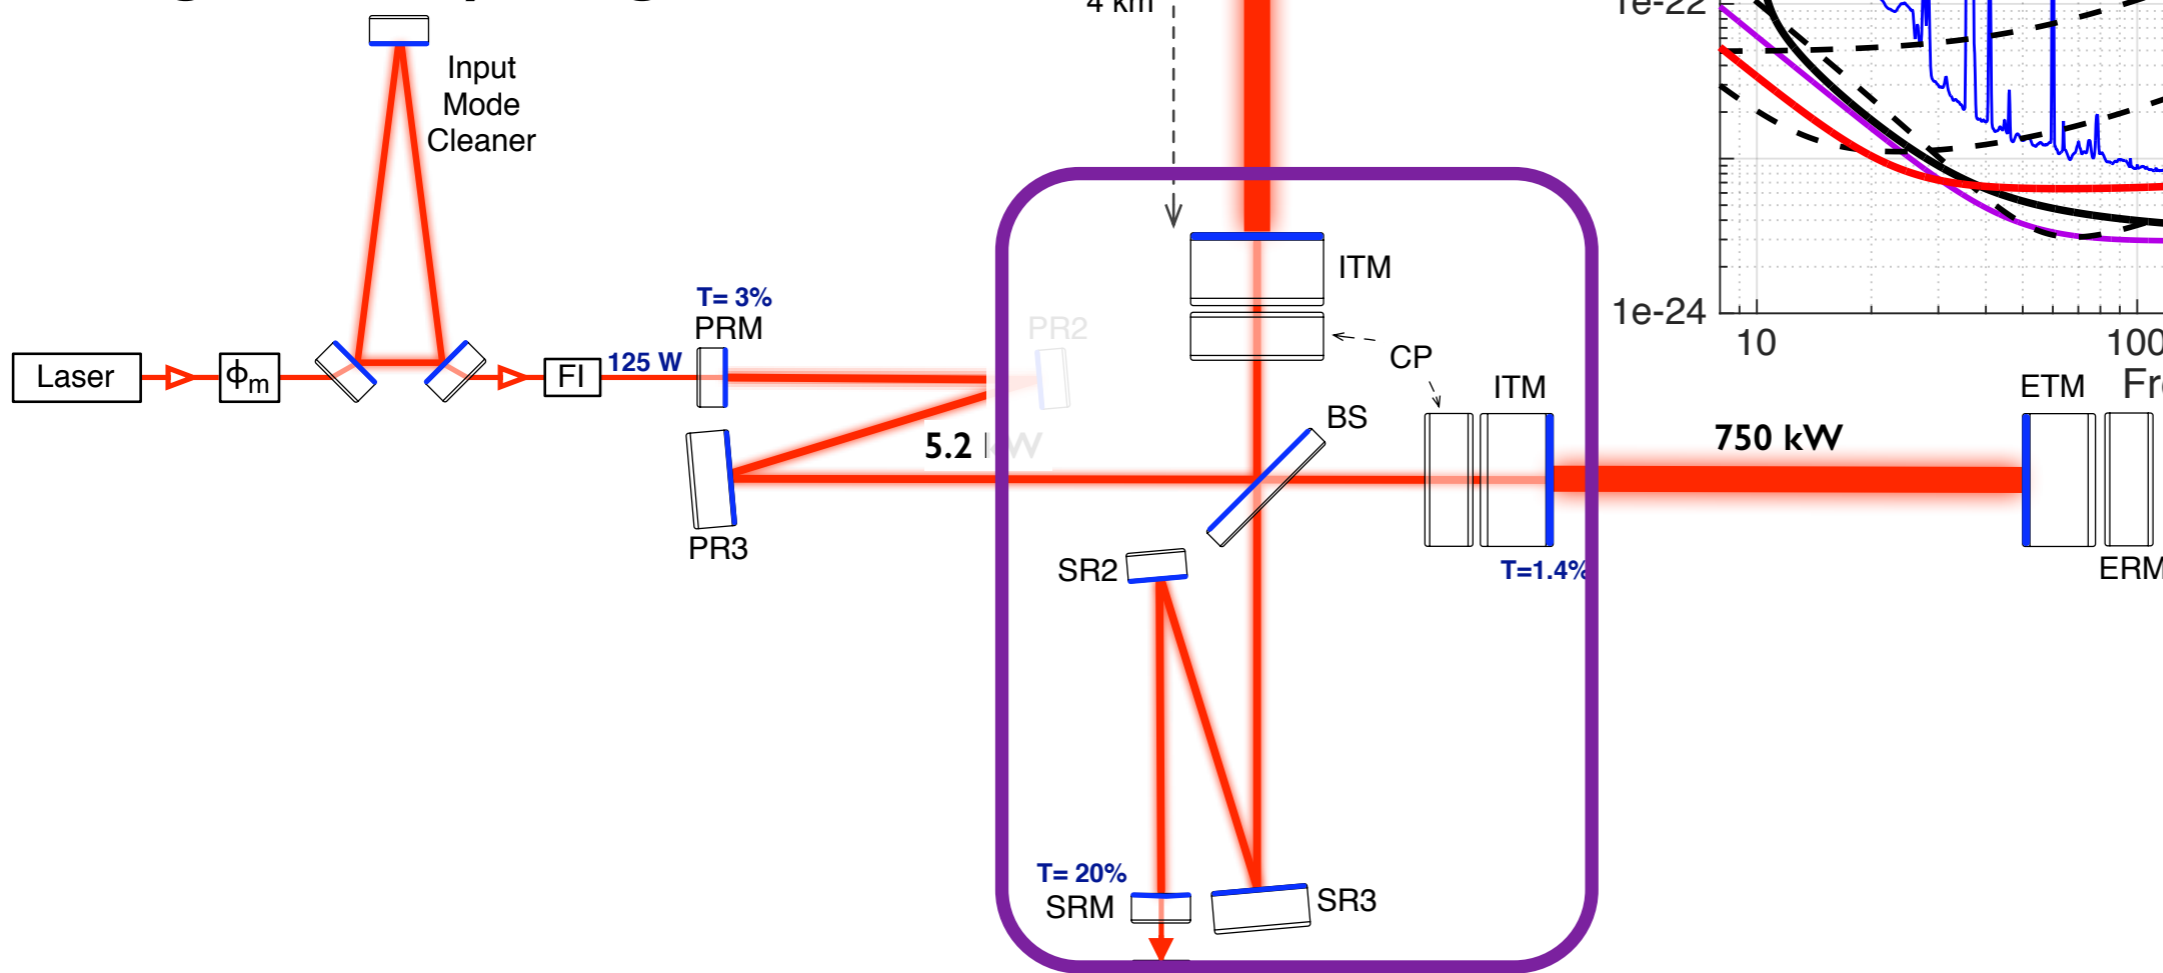 4 km
1e-22
Input
Mode
Cleaner
ITM
T= 3%
PRM
PR2
1e-24
10
100
CP
Laser
ϕm
FI
125 W
ITM
ETM
BS
5.2 kW
750 kW
PR3
SR2
T=1.4%
ERM
T= 20%
SRM
SR3